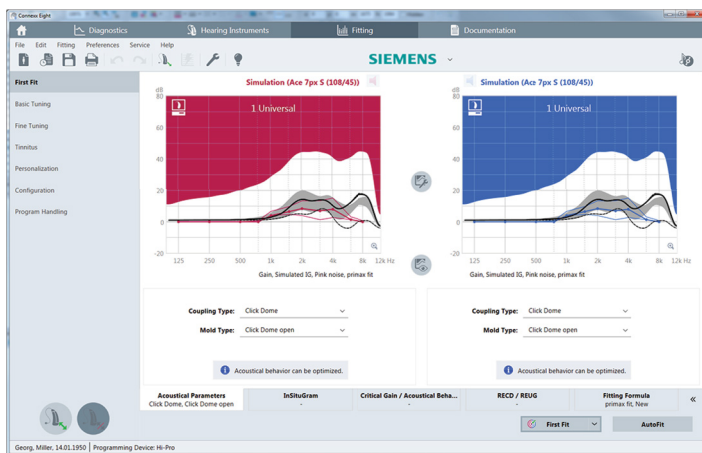 Connexx Eight
Diagnostics
Hearing Instruments
Fitting
Documentation
File Edit Fitting Preferences Service Help
SIEMENS
First Fit
Basic Tuning
Fine Tuning
Tinnitus
Personalization
Configuration
Program Handling
Simulation (Ace 7px S (108/45))
dB
80
1 Universal
60
40
20
0
-20
125 250 500 1k 2k 4k 8k 12k Hz
Gain, Simulated IG, Pink noise, primax fit
Simulation (Ace 7px S (108/45))
dB
80
1 Universal
60
40
20
0
-20
125 250 500 1k 2k 4k 8k 12k Hz
Gain, Simulated IG, Pink noise, primax fit
Coupling Type: Click Dome
Mold Type: Click Dome open
Acoustical behavior can be optimized.
Coupling Type: Click Dome
Mold Type: Click Dome open
Acoustical behavior can be optimized.
Acoustical Parameters
Click Dome, Click Dome open
InSituGram
-
Critical Gain / Acoustical Beha...
-
RECD / REUG
-
Fitting Formula
primax fit, New
First Fit
AutoFit
Georg, Miller, 14.01.1950 Programming Device: Hi-Pro